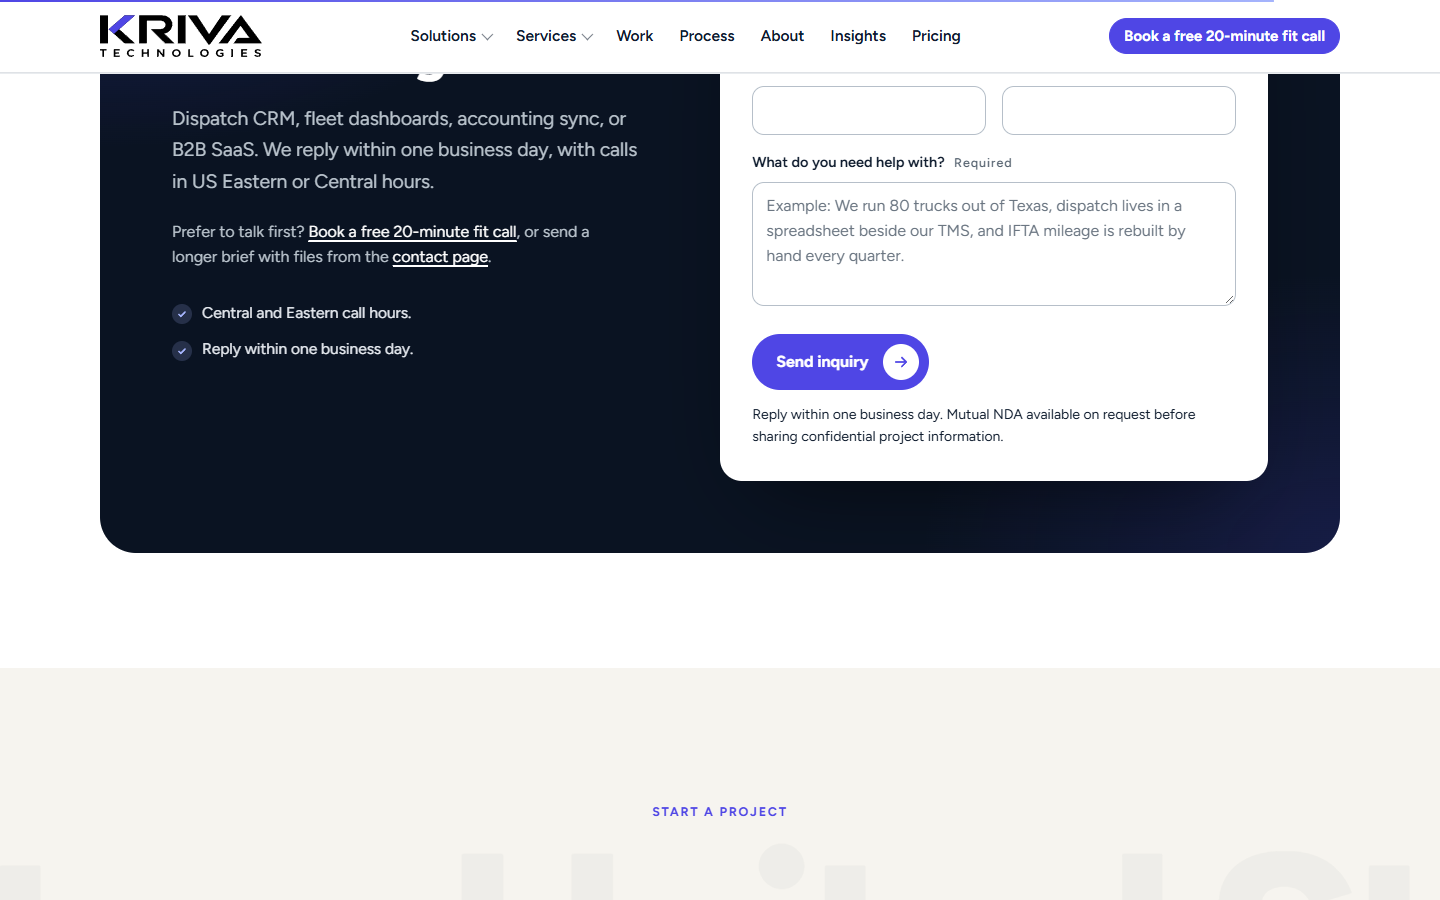 KRIVA
TECHNOLOGIES
Solutions
Services
Work
Process
About
Insights
Pricing
Book a free 20-minute fit call
Dispatch CRM, fleet dashboards, accounting sync, or
B2B SaaS. We reply within one business day, with calls
in US Eastern or Central hours.
Prefer to talk first? Book a free 20-minute fit call, or send a
longer brief with files from the contact page.
Central and Eastern call hours.
Reply within one business day.
What do you need help with? Required
Example: We run 80 trucks out of Texas, dispatch lives in a
spreadsheet beside our TMS, and IFTA mileage is rebuilt by
hand every quarter.
Send inquiry
Reply within one business day. Mutual NDA available on request before
sharing confidential project information.
START A PROJECT